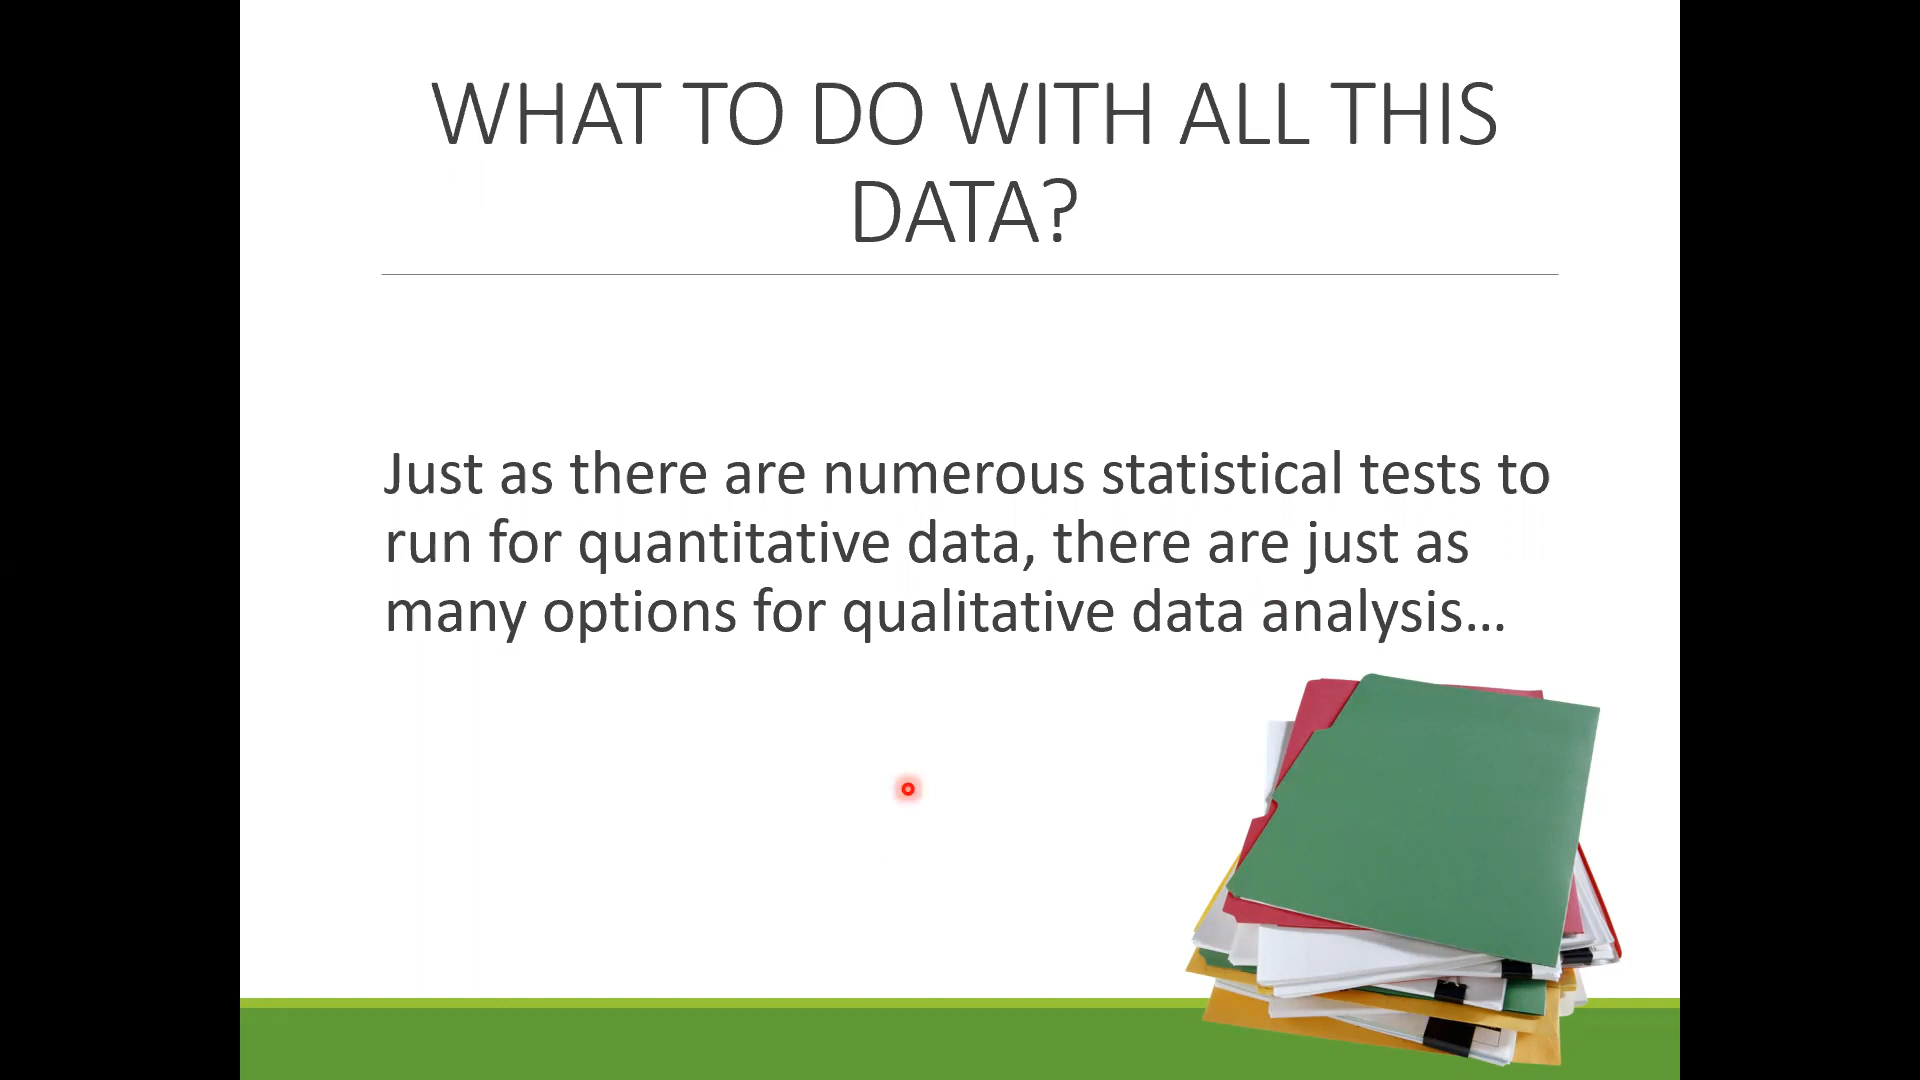 WHAT TO DO WITH ALL THIS
DATA?
Just as there are numerous statistical tests to
run for quantitative data, there are just as
many options for qualitative data analysis…